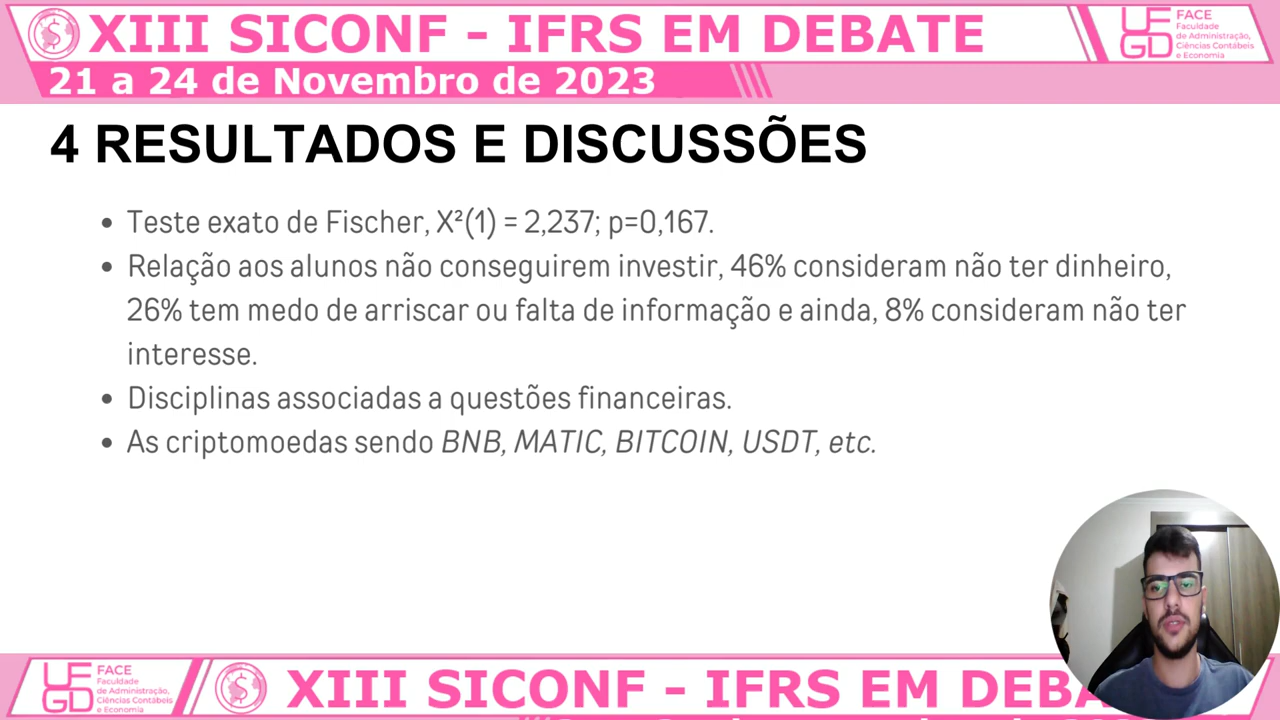 XIII SICONF - IFRS EM DEBATE
UF
GD
FACE
Faculdade
de Administração,
Ciências Contábeis
e Economia
21 a 24 de Novembro de 2023
4 RESULTADOS E DISCUSSÕES
• Teste exato de Fischer, X²(1) = 2,237; p=0,167.
• Relação aos alunos não conseguirem investir, 46% consideram não ter dinheiro,
26% tem medo de arriscar ou falta de informação e ainda, 8% consideram não ter
interesse.
• Disciplinas associadas a questões financeiras.
• As criptomoedas sendo BNB, MATIC, BITCOIN, USDT, etc.
UF
GD
FACE
Faculdade
de Administração,
Ciências Contábeis
e Economia
XIII SICONF - IFRS EM DEBA